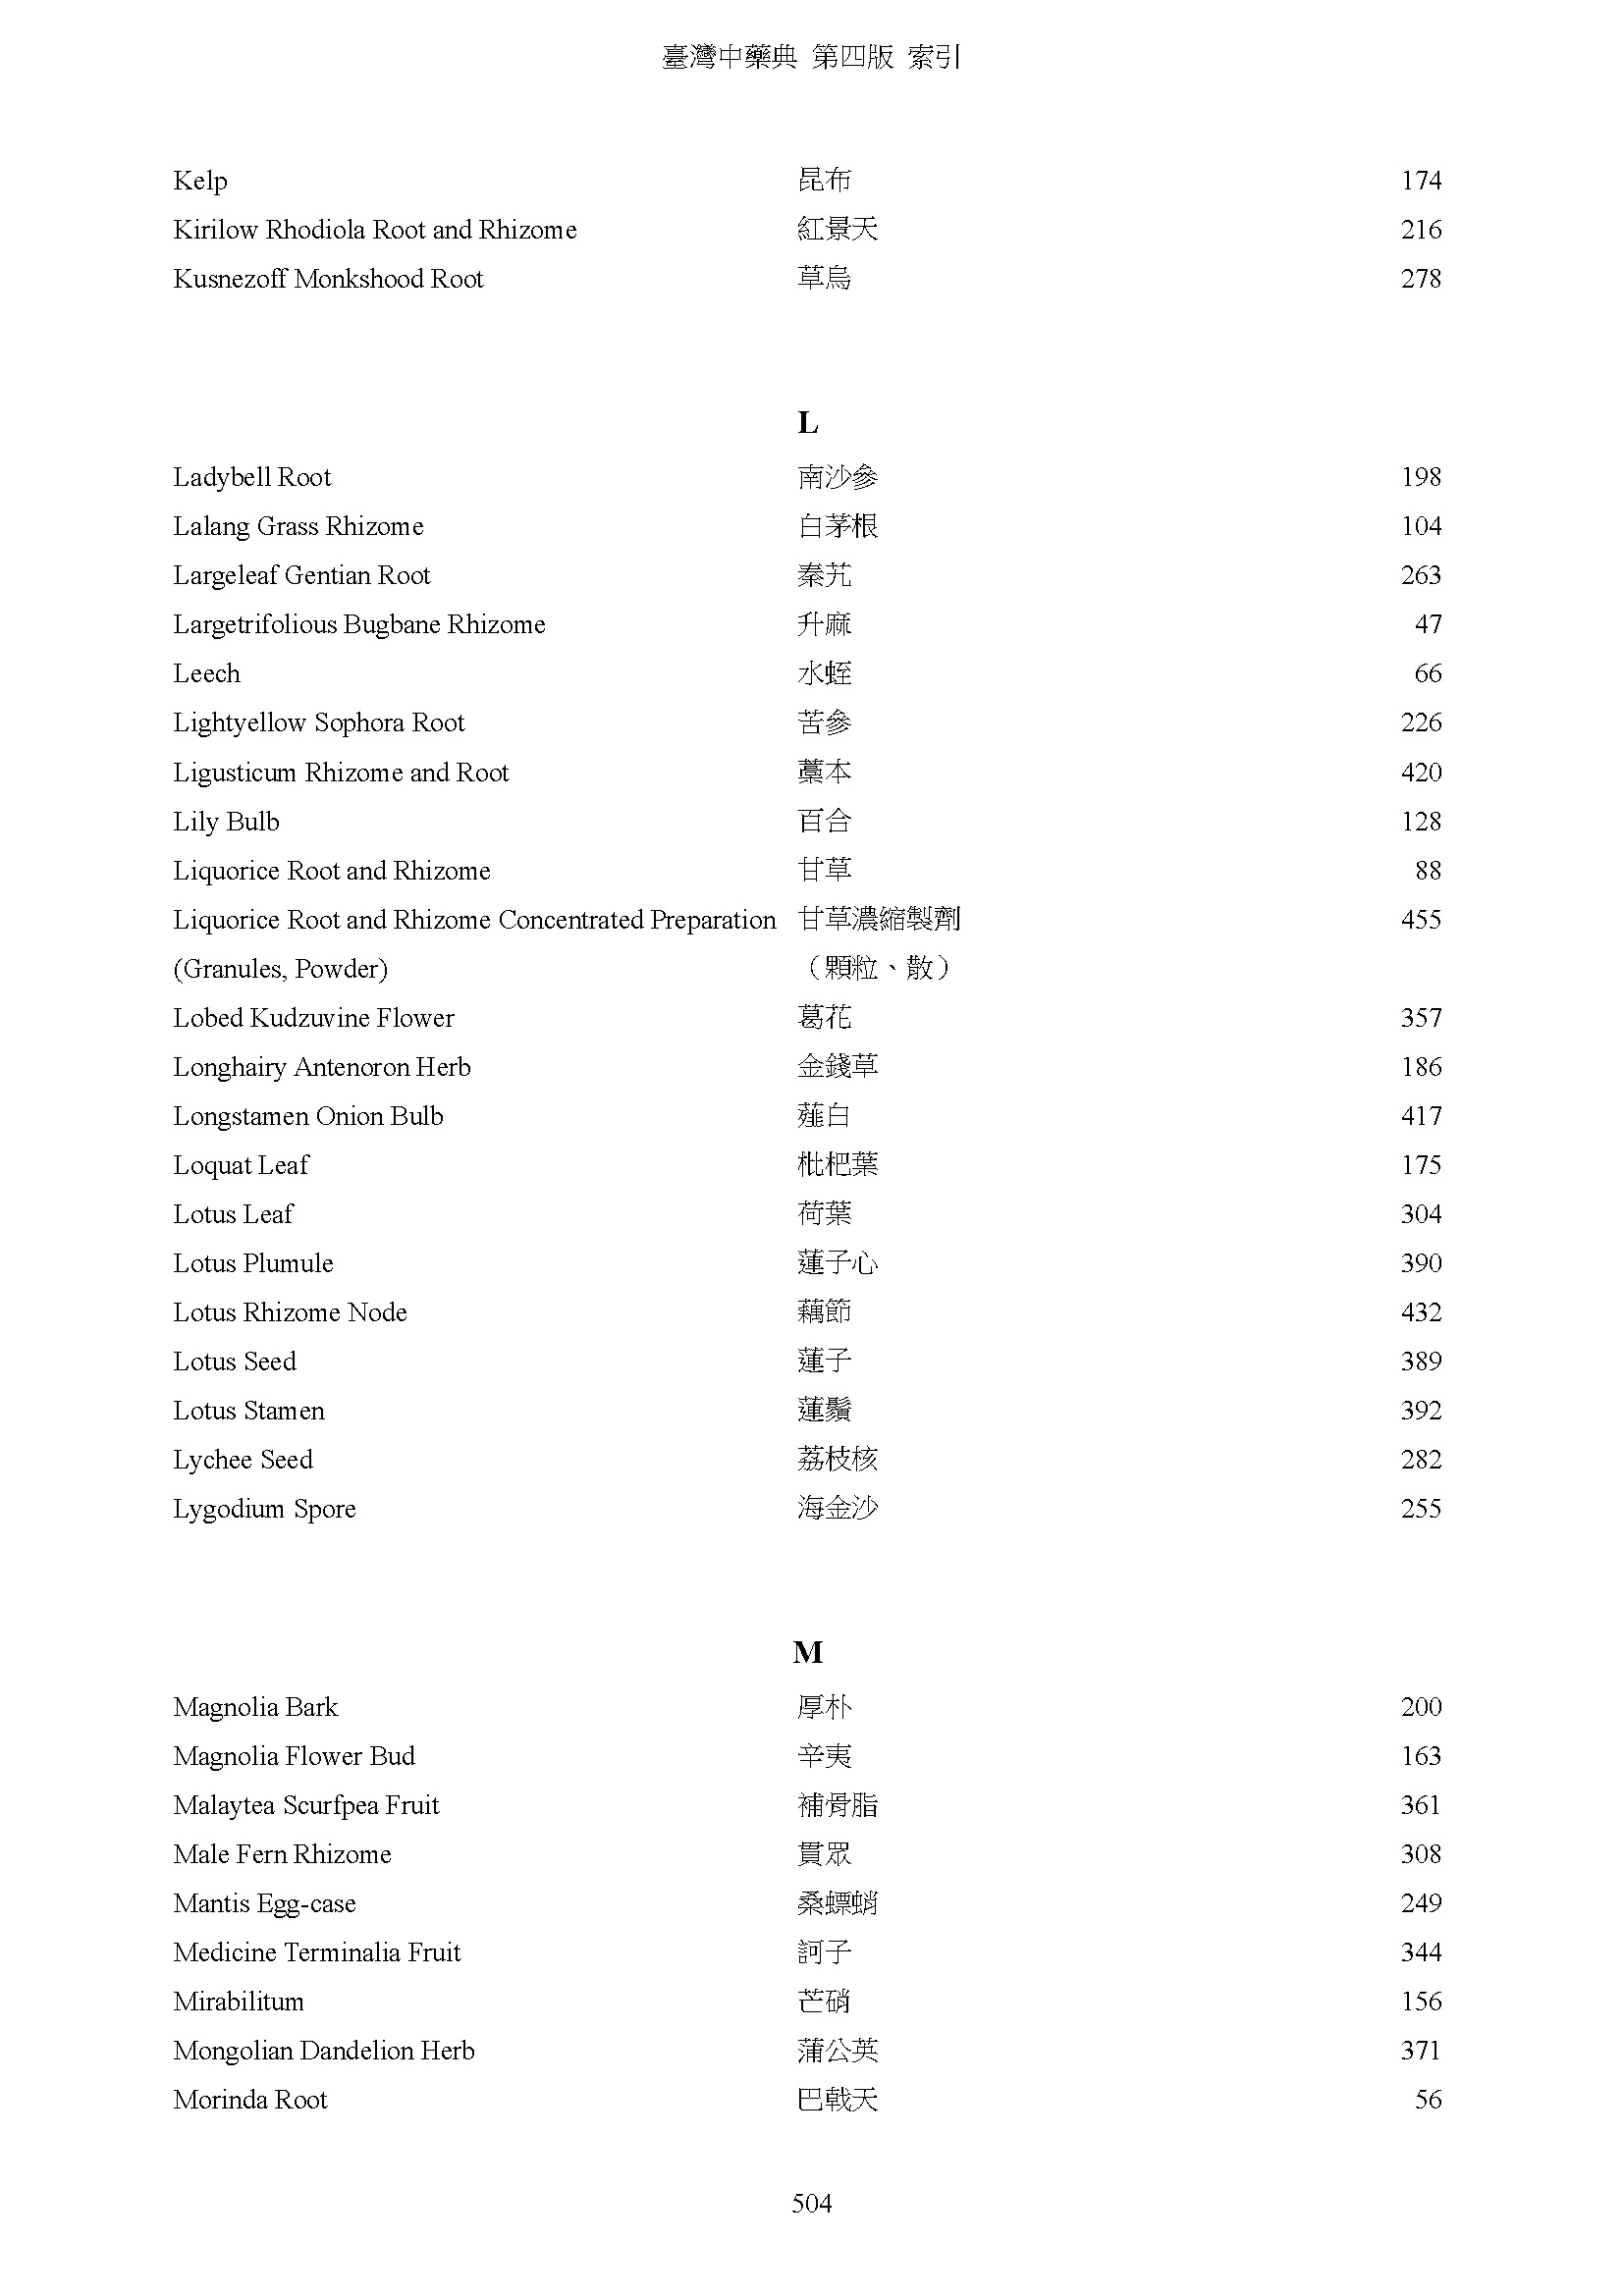 臺灣中藥典 第四版 索引
Kelp 昆布 174
Kirilow Rhodiola Root and Rhizome 紅景天 216
Kusnezoff Monkshood Root 草烏 278
L
Ladybell Root 南沙參 198
Lalang Grass Rhizome 白茅根 104
Largeleaf Gentian Root 秦艽 263
Largetrifolious Bugbane Rhizome 升麻 47
Leech 水蛭 66
Lightyellow Sophora Root 苦參 226
Ligusticum Rhizome and Root 藁本 420
Lily Bulb 百合 128
Liquorice Root and Rhizome 甘草 88
Liquorice Root and Rhizome Concentrated Preparation 甘草濃縮製劑 455
(Granules, Powder) （顆粒、散）
Lobed Kudzuvine Flower 葛花 357
Longhairy Antenoron Herb 金錢草 186
Longstamen Onion Bulb 薤白 417
Loquat Leaf 枇杷葉 175
Lotus Leaf 荷葉 304
Lotus Plumule 蓮子心 390
Lotus Rhizome Node 藕節 432
Lotus Seed 蓮子 389
Lotus Stamen 蓮鬚 392
Lychee Seed 荔枝核 282
Lygodium Spore 海金沙 255
M
Magnolia Bark 厚朴 200
Magnolia Flower Bud 辛夷 163
Malaytea Scurfpea Fruit 補骨脂 361
Male Fern Rhizome 貫眾 308
Mantis Egg-case 桑螵蛸 249
Medicine Terminalia Fruit 訶子 344
Mirabilitum 芒硝 156
Mongolian Dandelion Herb 蒲公英 371
Morinda Root 巴戟天 56
504